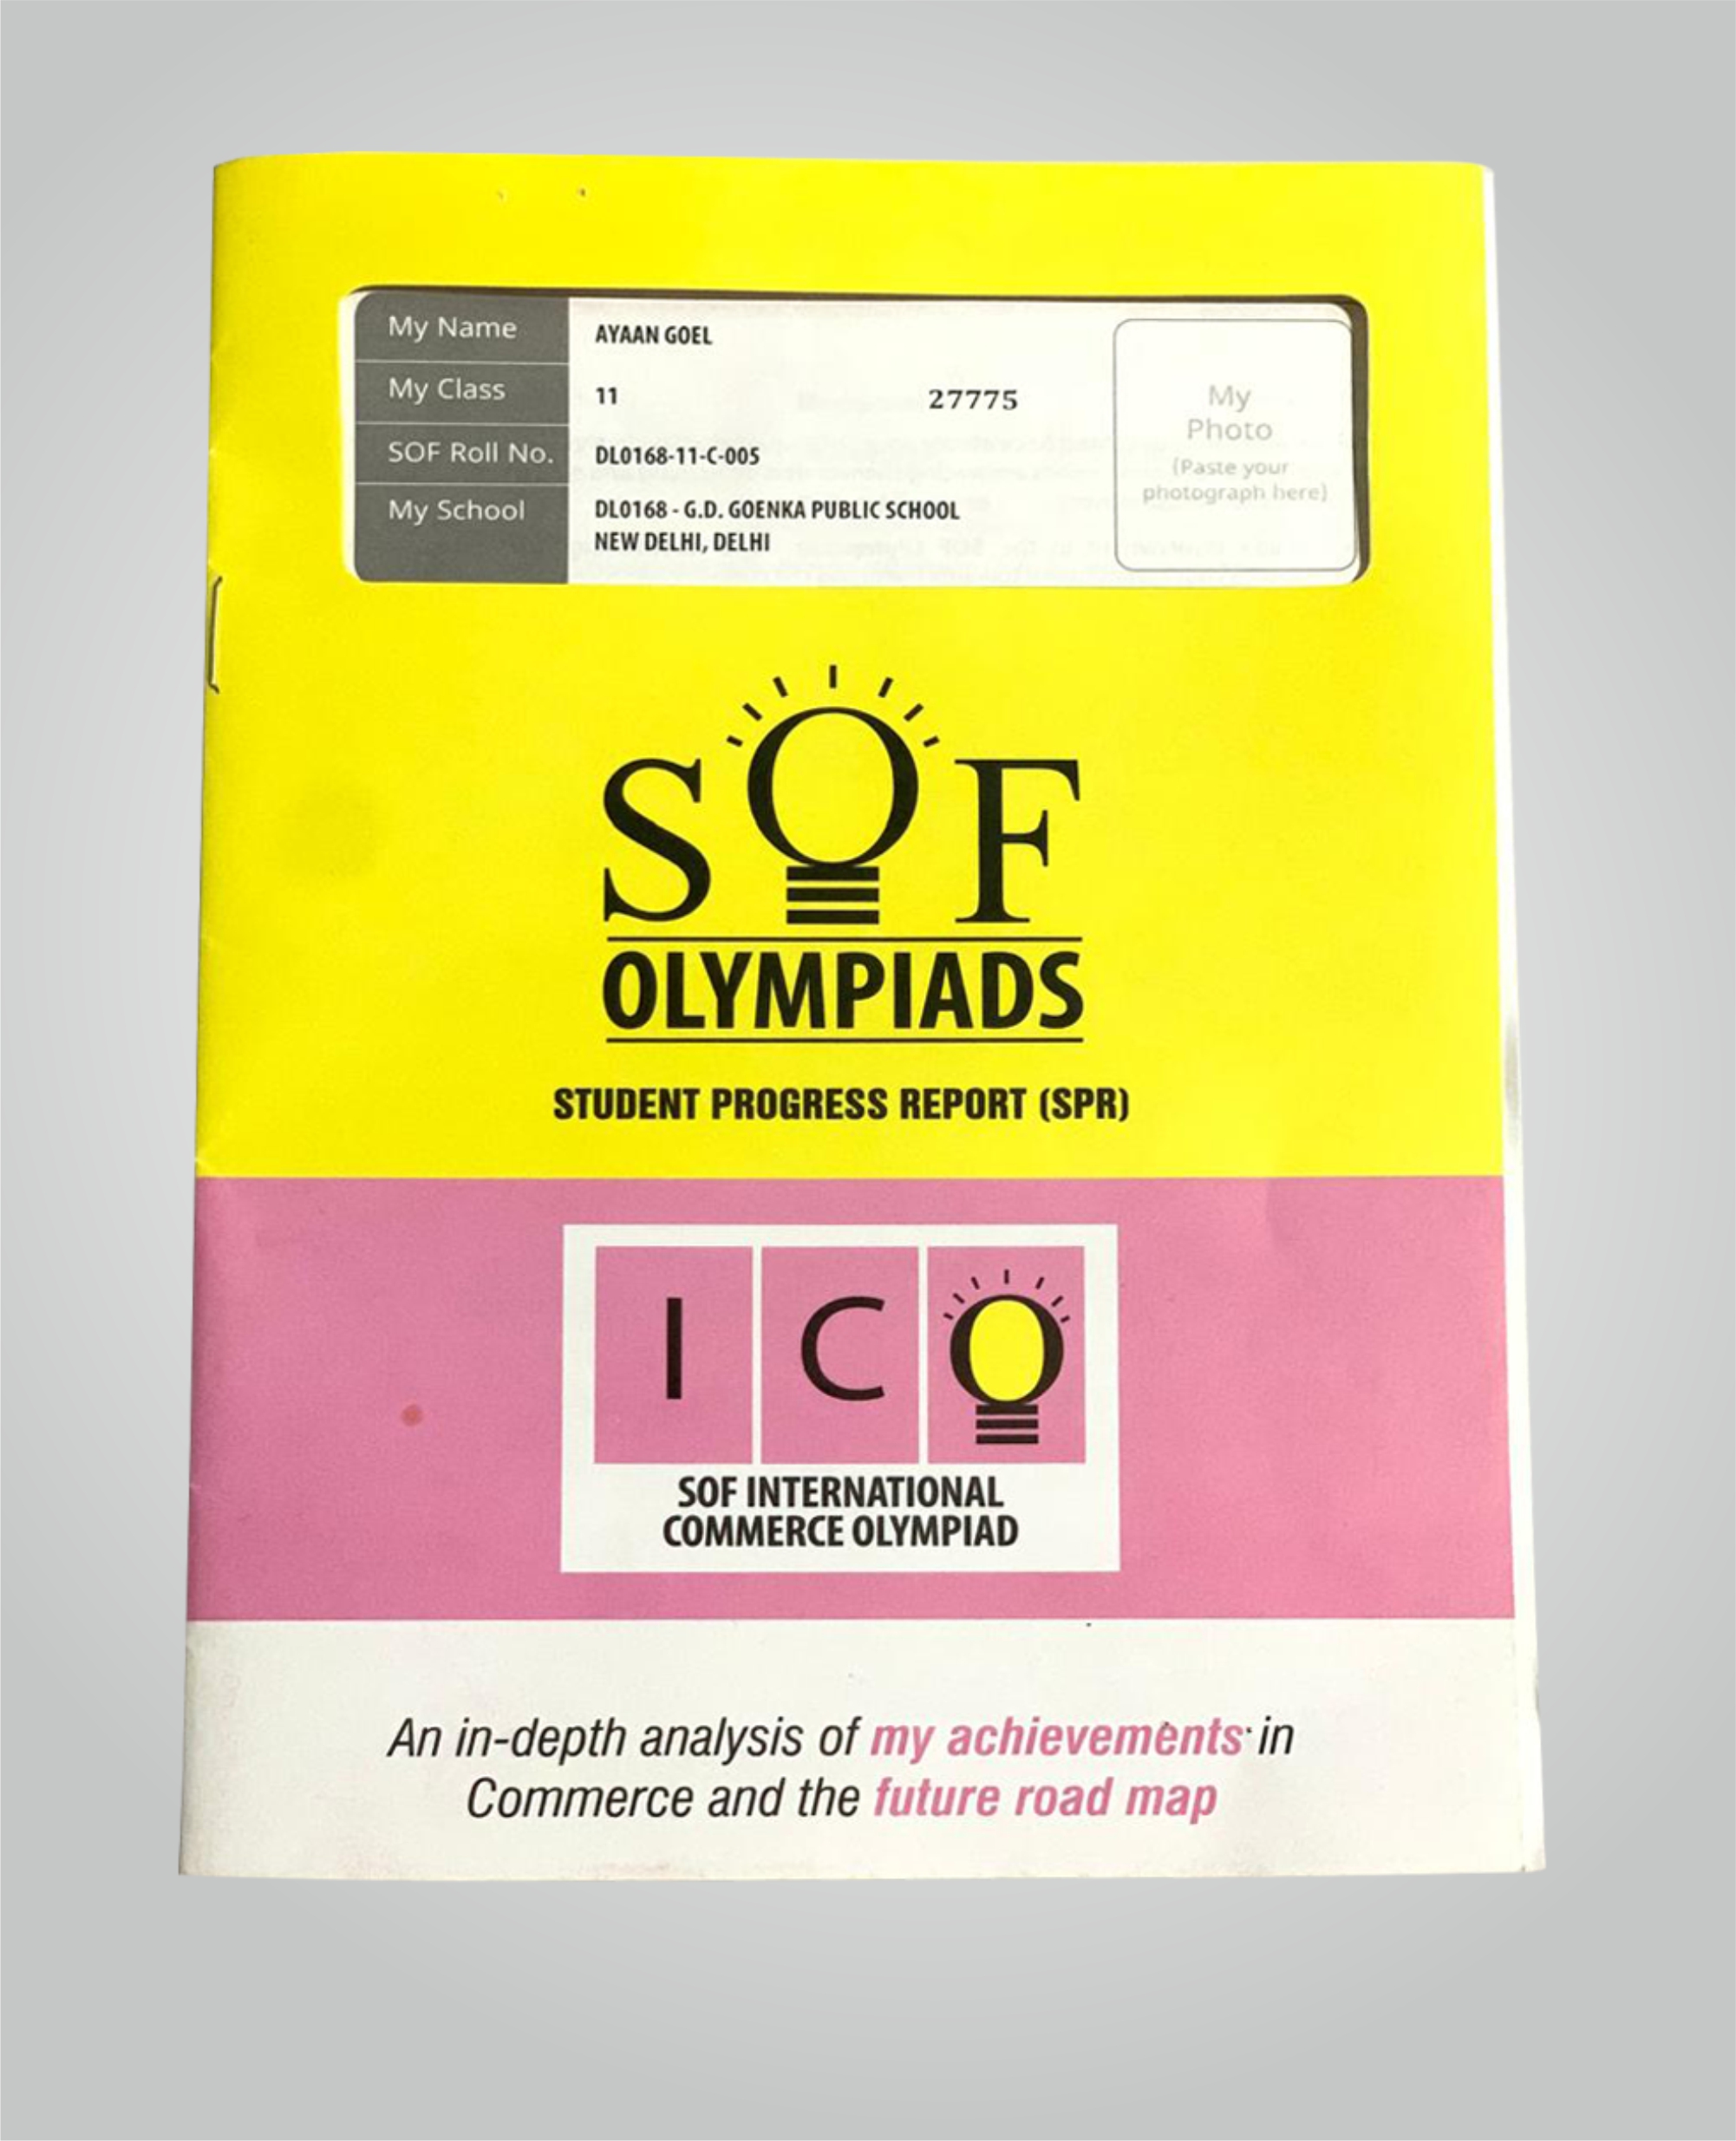 My Name AYAAN GOEL
My Class 11 27775
SOF Roll No. DL0168-11-C-005
My School DL0168 - G.D. GOENKA PUBLIC SCHOOL
NEW DELHI, DELHI
My
Photo
(Paste your
photograph here)
SOF
OLYMPIADS
STUDENT PROGRESS REPORT (SPR)
ICO
SOF INTERNATIONAL
COMMERCE OLYMPIAD
An in-depth analysis of my achievements in
Commerce and the future road map